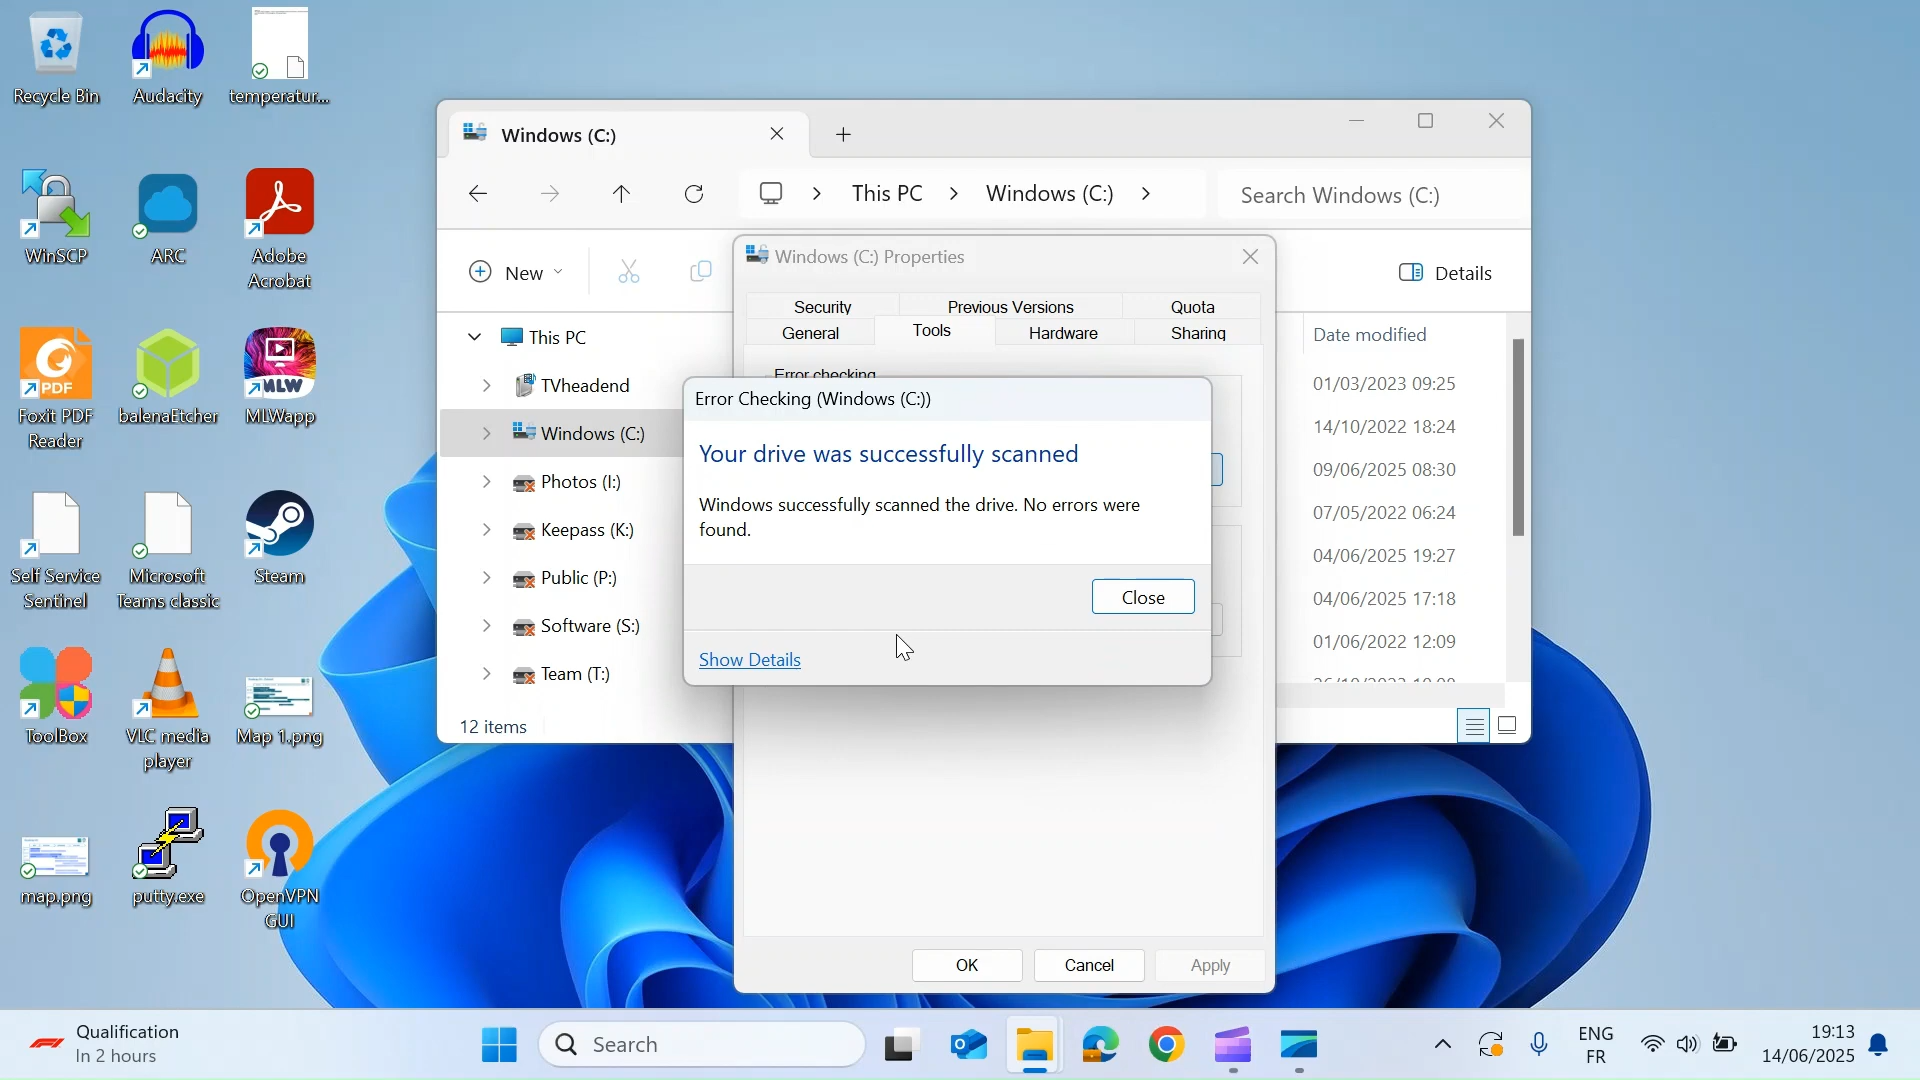 Recycle Bin
Audacity
temperatur...
WinSCP
ARC
Adobe
Acrobat
Foxit PDF
Reader
balenaEtcher
MLWapp
Self Service
Sentinel
Microsoft
Teams classic
Steam
ToolBox
VLC media
player
Map 1.png
map.png
putty.exe
OpenVPN
GUI
PDF
MLW
Windows (C:)
This PC
Windows (C:)
Search Windows (C:)
New
Details
This PC
TVheadend
Windows (C:)
Photos (I:)
Keepass (K:)
Public (P:)
Software (S:)
Team (T:)
12 items
Date modified
01/03/2023 09:25
14/10/2022 18:24
09/06/2025 08:30
07/05/2022 06:24
04/06/2025 19:27
04/06/2025 17:18
01/06/2022 12:09
Windows (C:) Properties
Security
Previous Versions
Quota
General
Tools
Hardware
Sharing
Error checking
Error Checking (Windows (C:))
Your drive was successfully scanned
Windows successfully scanned the drive. No errors were
found.
Close
Show Details
OK
Cancel
Apply
Qualification
In 2 hours
Search
ENG
FR
19:13
14/06/2025